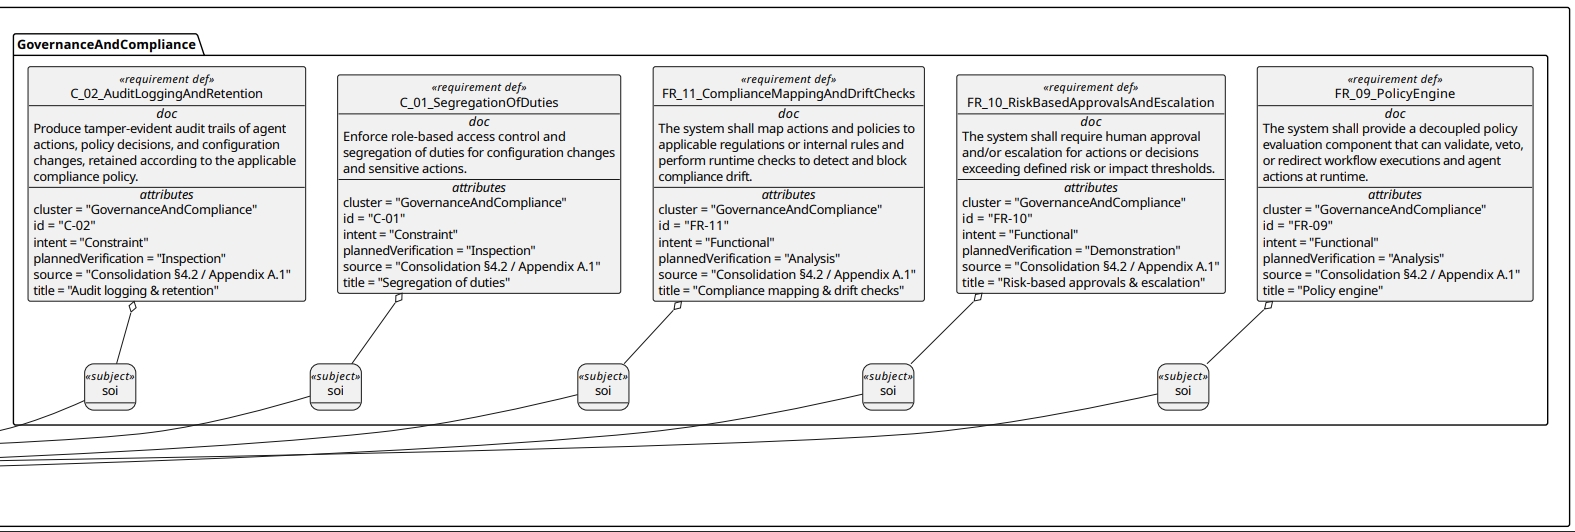 GovernanceAndCompliance
«requirement def»
C_02_AuditLoggingAndRetention
doc
Produce tamper-evident audit trails of agent
actions, policy decisions, and configuration
changes, retained according to the applicable
compliance policy.
attributes
cluster = "GovernanceAndCompliance"
id = "C-02"
intent = "Constraint"
plannedVerification = "Inspection"
source = "Consolidation §4.2 / Appendix A.1"
title = "Audit logging & retention"
«requirement def»
C_01_SegregationOfDuties
doc
Enforce role-based access control and
segregation of duties for configuration changes
and sensitive actions.
attributes
cluster = "GovernanceAndCompliance"
id = "C-01"
intent = "Constraint"
plannedVerification = "Inspection"
source = "Consolidation §4.2 / Appendix A.1"
title = "Segregation of duties"
«requirement def»
FR_11_ComplianceMappingAndDriftChecks
doc
The system shall map actions and policies to
applicable regulations or internal rules and
perform runtime checks to detect and block
compliance drift.
attributes
cluster = "GovernanceAndCompliance"
id = "FR-11"
intent = "Functional"
plannedVerification = "Analysis"
source = "Consolidation §4.2 / Appendix A.1"
title = "Compliance mapping & drift checks"
«requirement def»
FR_10_RiskBasedApprovalsAndEscalation
doc
The system shall require human approval
and/or escalation for actions or decisions
exceeding defined risk or impact thresholds.
attributes
cluster = "GovernanceAndCompliance"
id = "FR-10"
intent = "Functional"
plannedVerification = "Demonstration"
source = "Consolidation §4.2 / Appendix A.1"
title = "Risk-based approvals & escalation"
«requirement def»
FR_09_PolicyEngine
doc
The system shall provide a decoupled policy
evaluation component that can validate, veto,
or redirect workflow executions and agent
actions at runtime.
attributes
cluster = "GovernanceAndCompliance"
id = "FR-09"
intent = "Functional"
plannedVerification = "Analysis"
source = "Consolidation §4.2 / Appendix A.1"
title = "Policy engine"
«subject»
soi
«subject»
soi
«subject»
soi
«subject»
soi
«subject»
soi